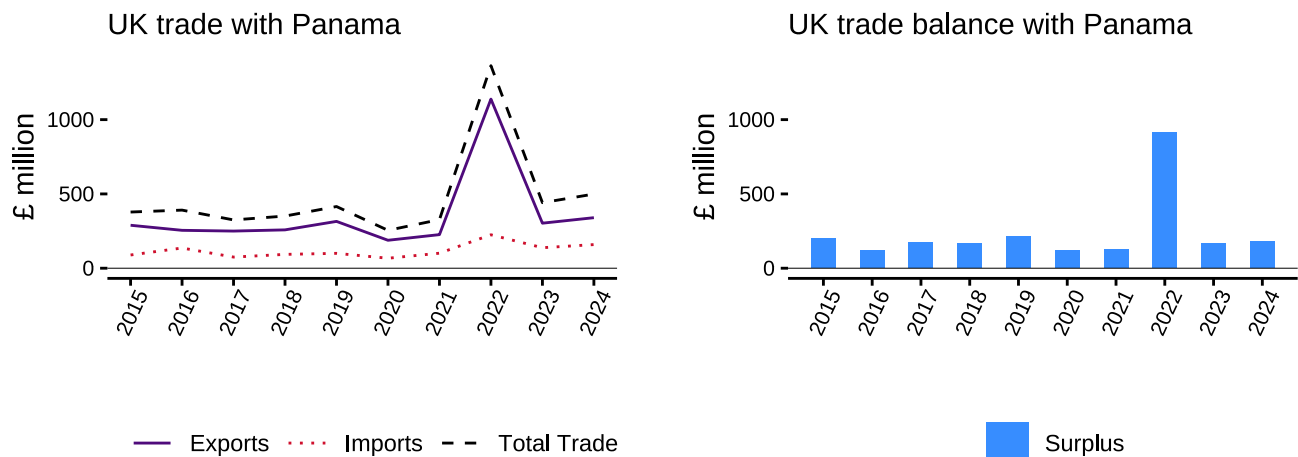 UK trade with Panama
£ million
1000
500
0
2015 2016 2017 2018 2019 2020 2021 2022 2023 2024
Exports Imports Total Trade
UK trade balance with Panama
£ million
1000
500
0
2015 2016 2017 2018 2019 2020 2021 2022 2023 2024
Surplus